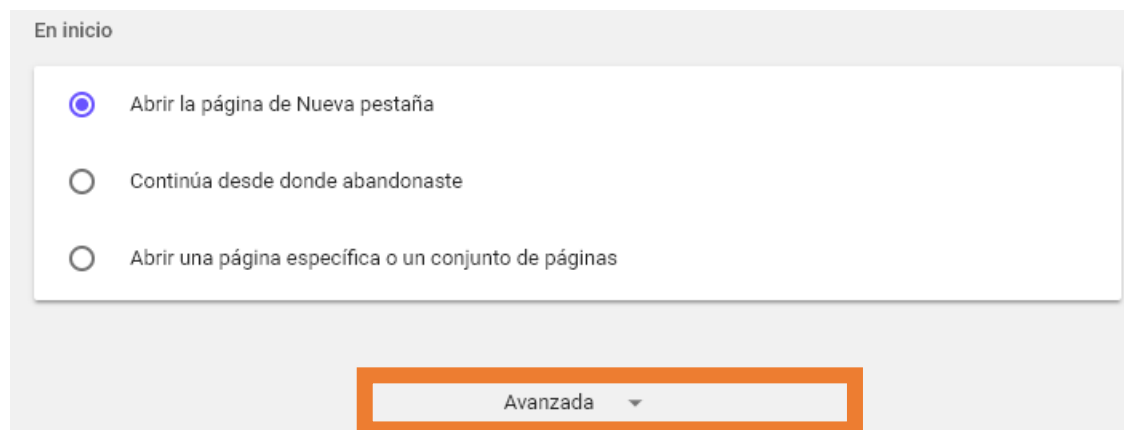 En inicio
Abrir la página de Nueva pestaña
Continúa desde donde abandonaste
Abrir una página específica o un conjunto de páginas
Avanzada